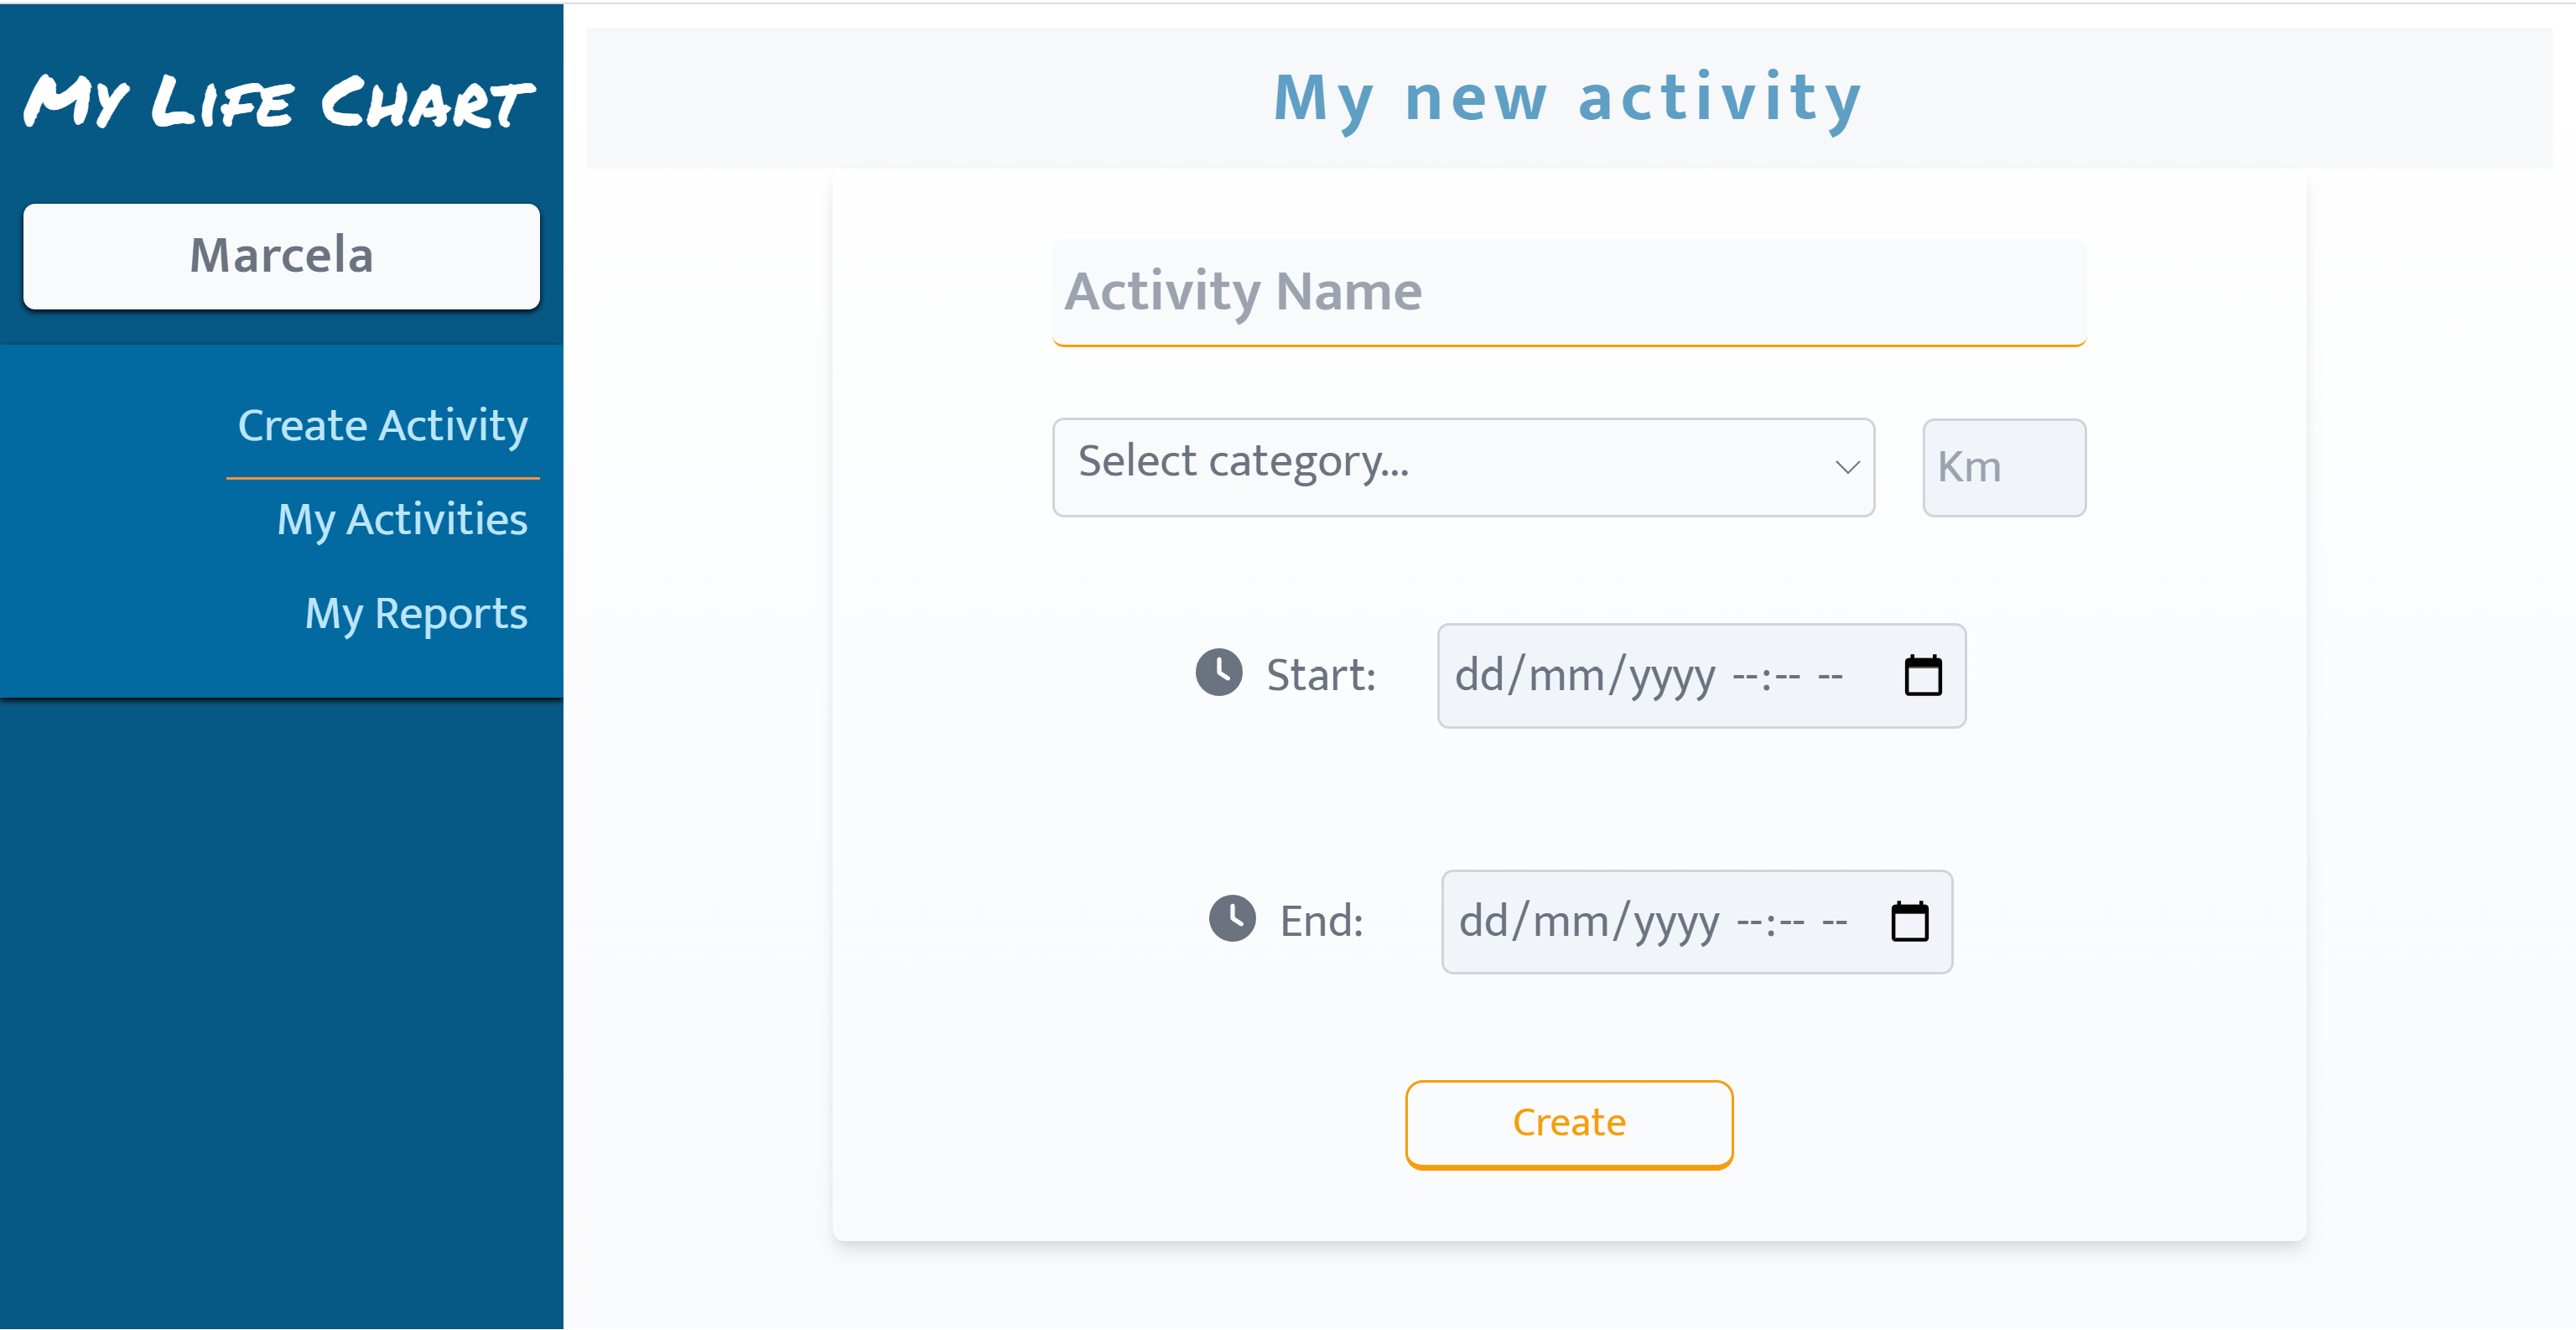 My Life Chart
Marcela
Create Activity
My Activities
My Reports
My new activity
Activity Name
Select category...
Km
Start:
dd/mm/yyyy --:-- --
End:
dd/mm/yyyy --:-- --
Create